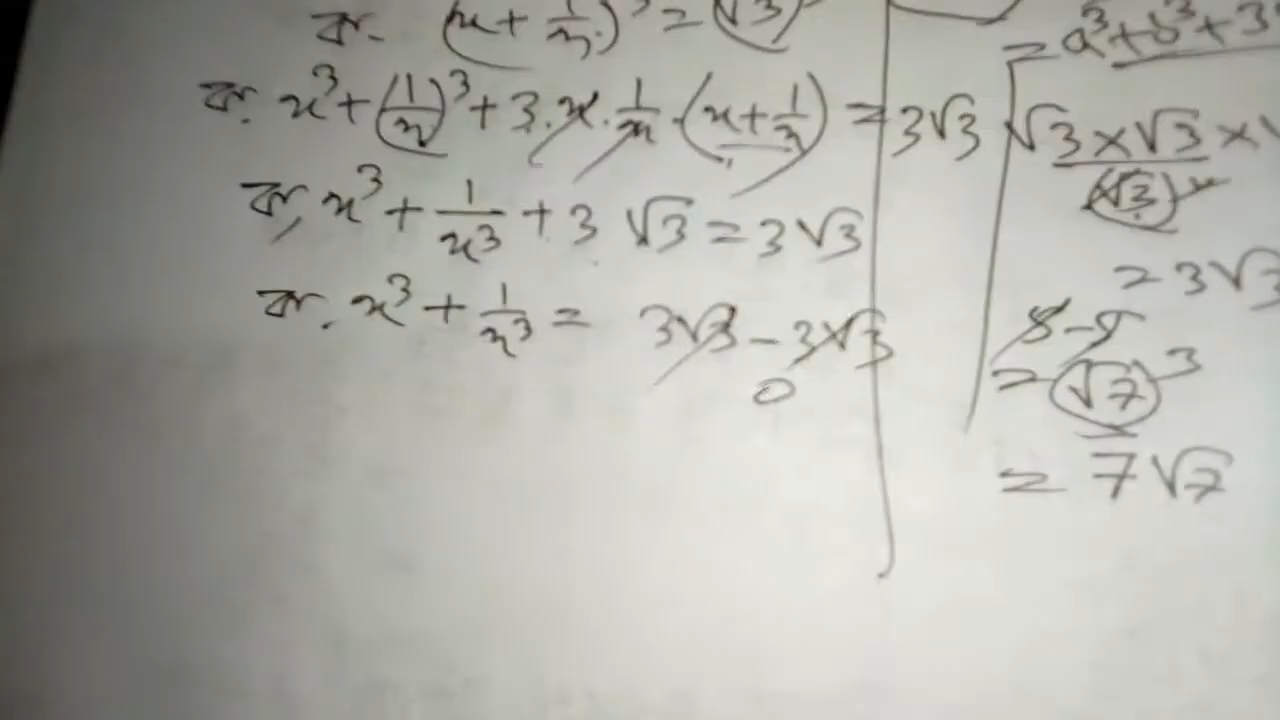 বা. (x + 1/x)³ = (√3)³
বা. x³ + (1/x)³ + 3.x.1/x.(x + 1/x) = 3√3
বা, x³ + 1/x³ + 3 √3 = 3√3
বা. x³ + 1/x³ = 3√3 - 3√3
0
= a³+b³+3
√3 × √3 ×
(√3)²
= 3√3
= (√7)³
= 7√7